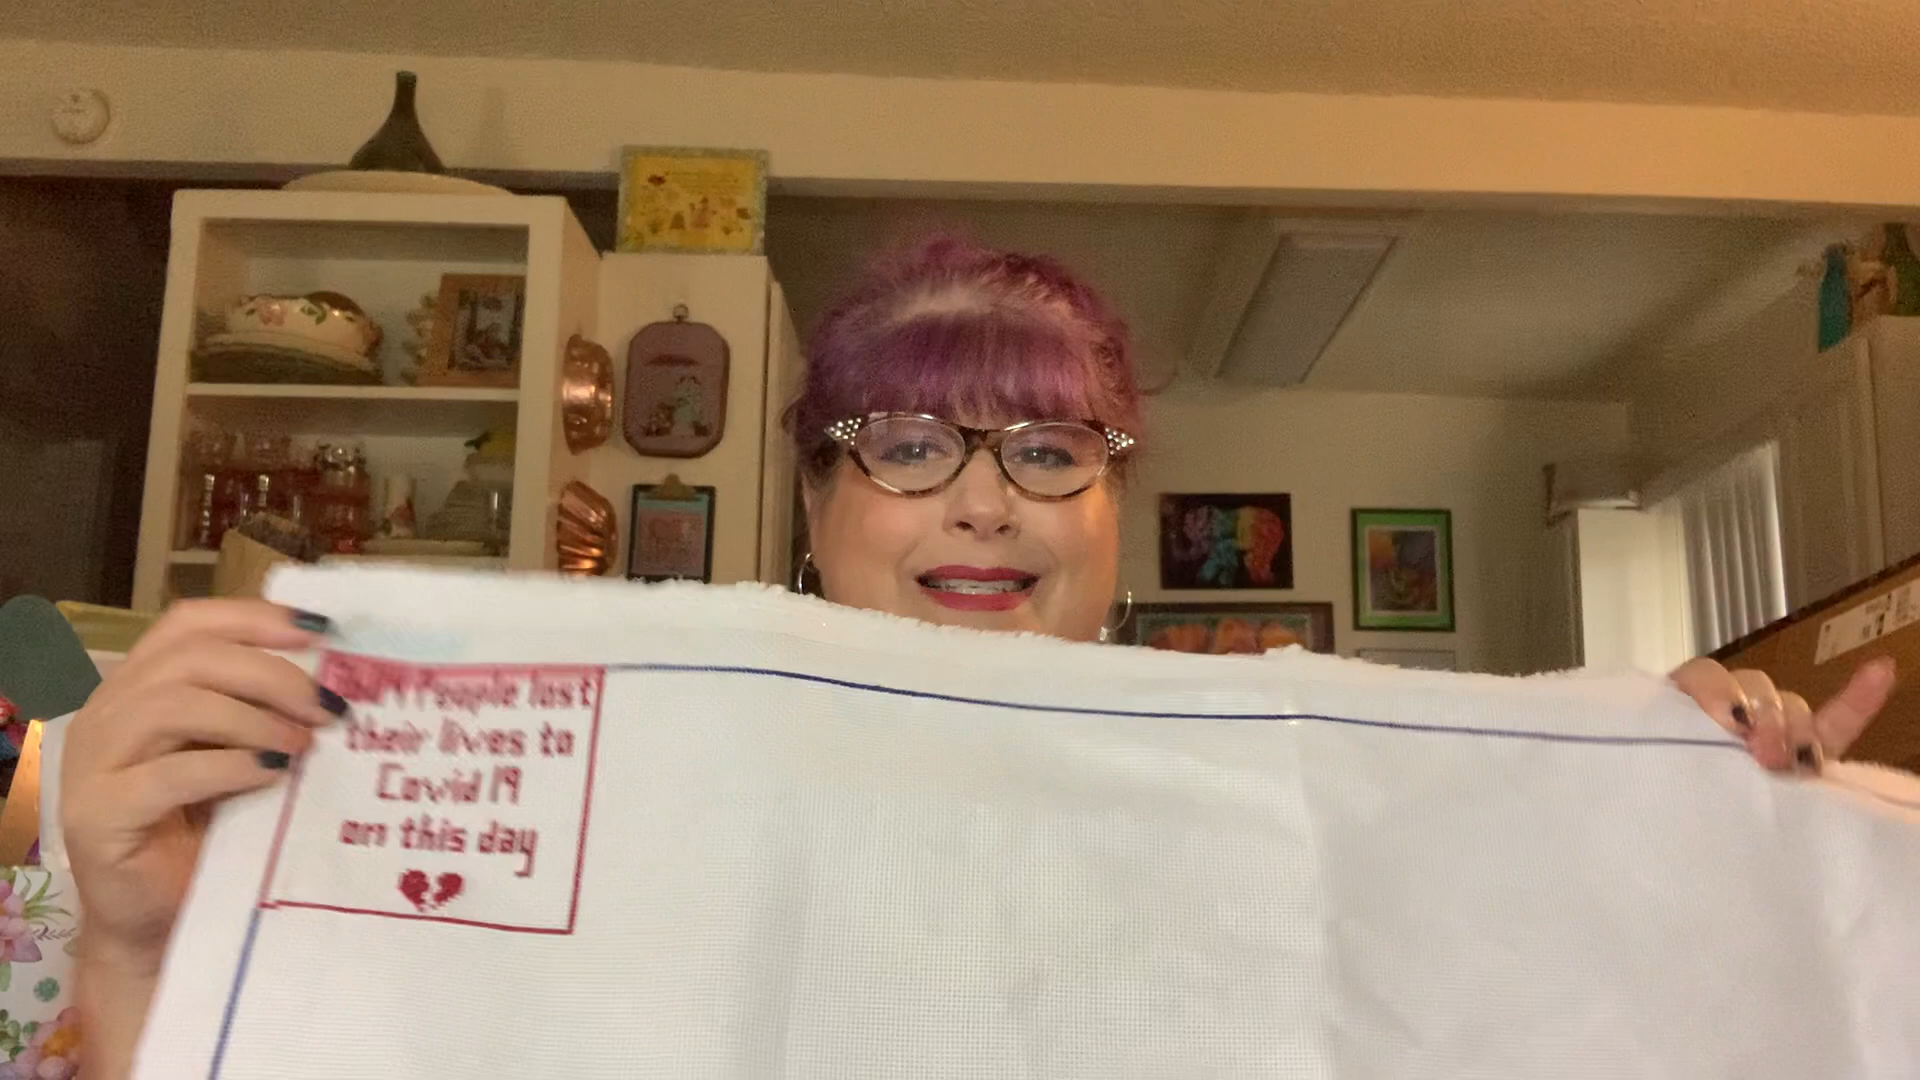 People lost
their lives to
Covid 19
on this day